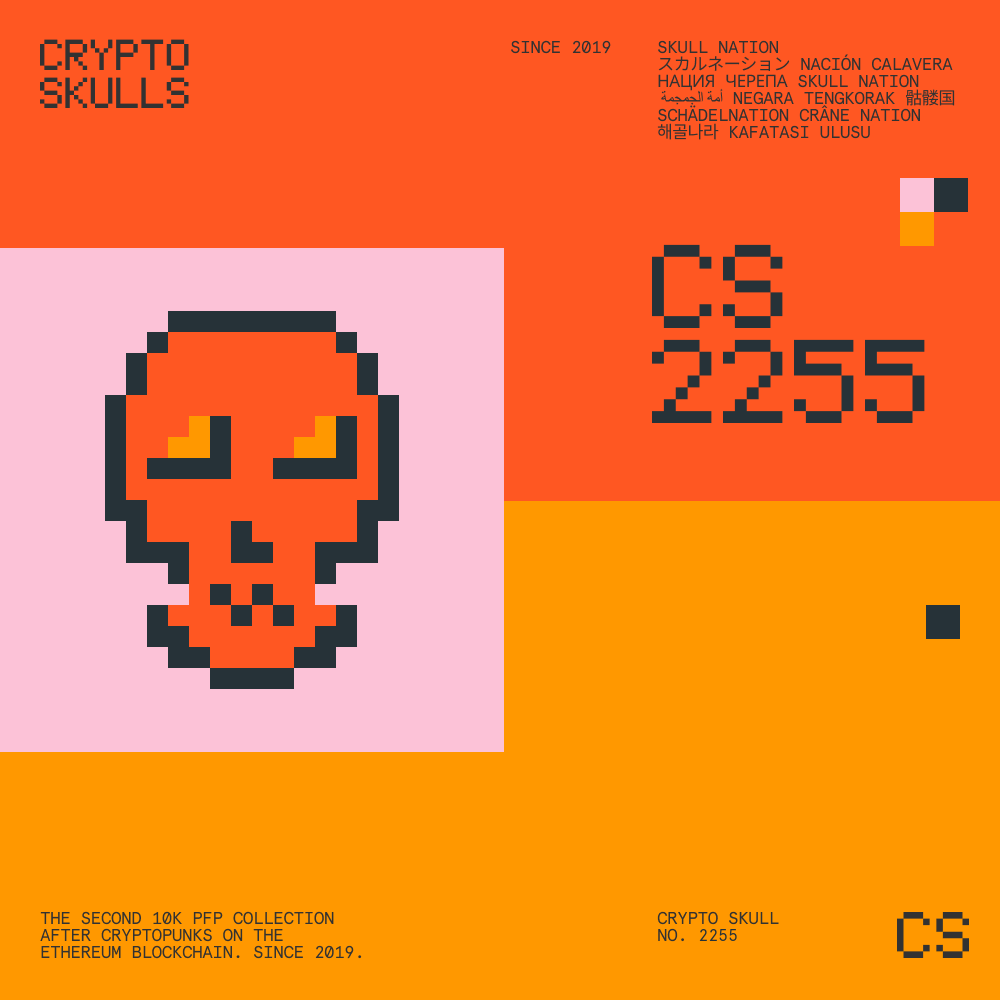 CRYPTO
SKULLS
SINCE 2019
SKULL NATION
スカルネーション NACIÓN CALAVERA
НАЦИЯ ЧЕРЕПА SKULL NATION
أمة الجمجمة NEGARA TENGKORAK 骷髅国
SCHÄDELNATION CRÂNE NATION
해골나라 KAFATASI ULUSU
CS
2255
THE SECOND 10K PFP COLLECTION
AFTER CRYPTOPUNKS ON THE
ETHEREUM BLOCKCHAIN. SINCE 2019.
CRYPTO SKULL
NO. 2255
CS